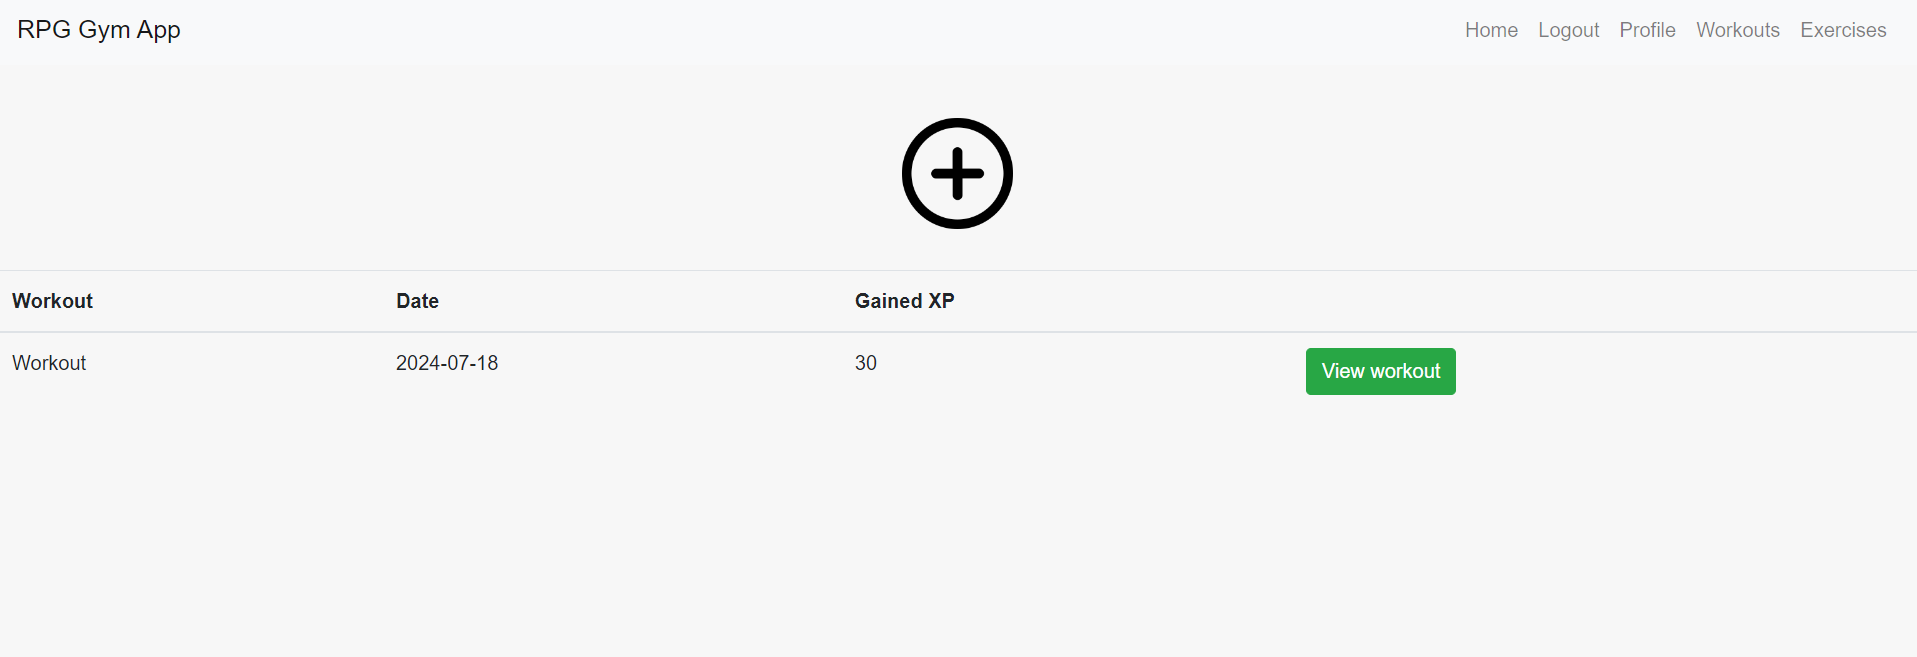 RPG Gym App Home Logout Profile Workouts Exercises
Workout Date Gained XP
Workout 2024-07-18 30 View workout